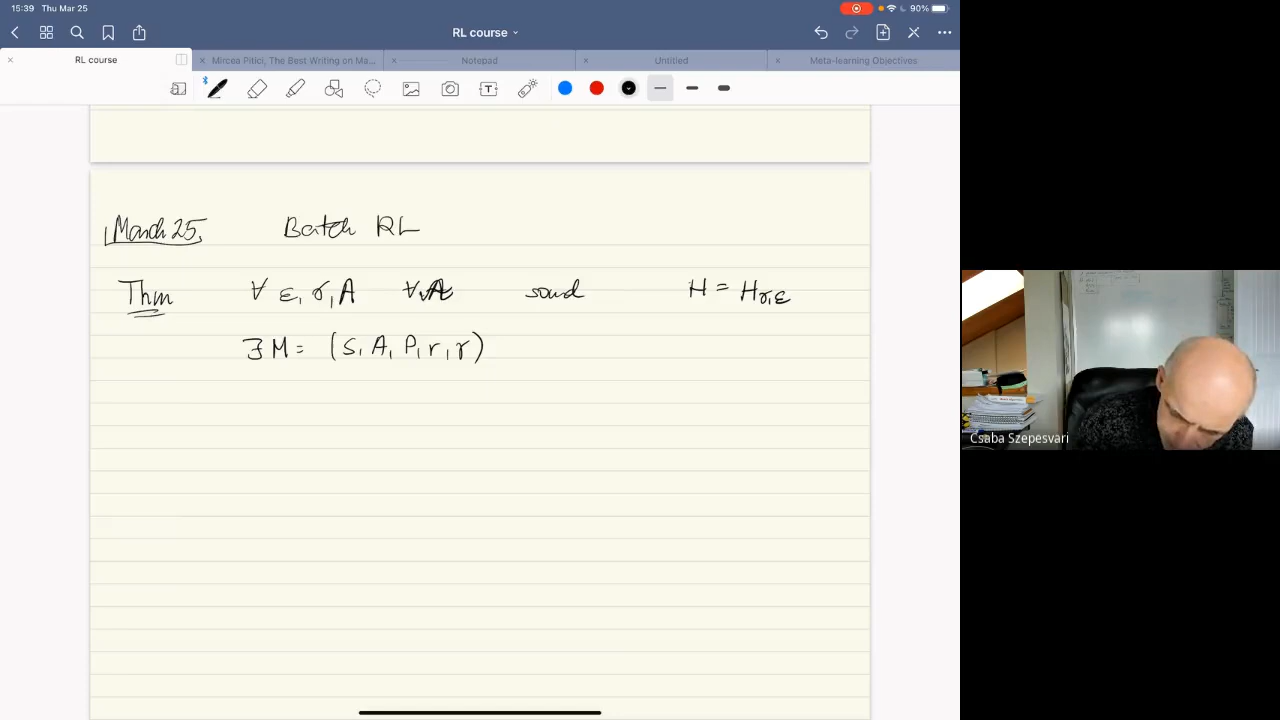 15:39 Thu Mar 25
90%
RL course
RL course
Mircea Pitici, The Best Writing on Ma...
Notepad
Untitled
Meta-learning Objectives
March 25, Batch RL
Thm ∀ ε, γ, A ∀ A sound H = H_{γ,ε}
∃ M = (S, A, P, r, γ)
Csaba Szepesvari